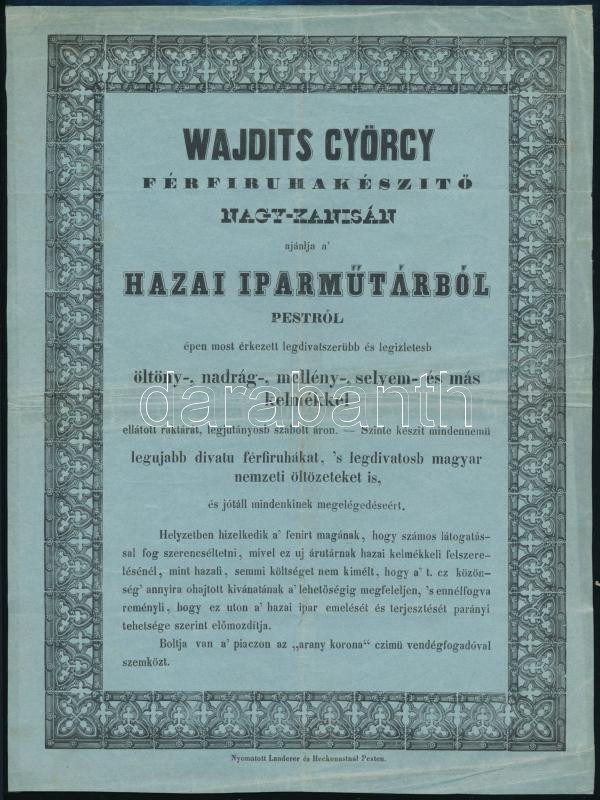 WAJDITS GYÖRGY
FÉRFIRUHAKÉSZITŐ
NAGY-KANISÁN
ajánlja a'
HAZAI IPARMŰTÁRBÓL
PESTRŐL
épen most érkezett legdivatszerübb és legizletesb
öltöny-, nadrág-, mellény-, selyem- és más
kelmékkel
darabanth
ellátott raktárát, legjutányosb szabott áron. — Szinte készit mindennemü
legujabb divatu férfiruhákat, 's legdivatosb magyar
nemzeti öltözeteket is,
és jótáll mindenkinek megelégedéseért.
Helyzetben hizelkedik a' fenirt magának, hogy számos látogatás-
sal fog szerencséltetni, mivel ez uj árutárnak hazai kelmékkeli felszere-
lésénél, mint hazafi, semmi költséget nem kimélt, hogy a' t. cz közön-
ség' annyira ohajtott kivánatának a' lehetőségig megfeleljen, 's ennélfogva
reményli, hogy ez uton a' hazai ipar emelését és terjesztését parányi
tehetsége szerint előmozdítja.
Boltja van a' piaczon az „arany korona“ czimü vendégfogadóval
szemközt.
Nyomatott Landerer és Heckenastnál Pesten.